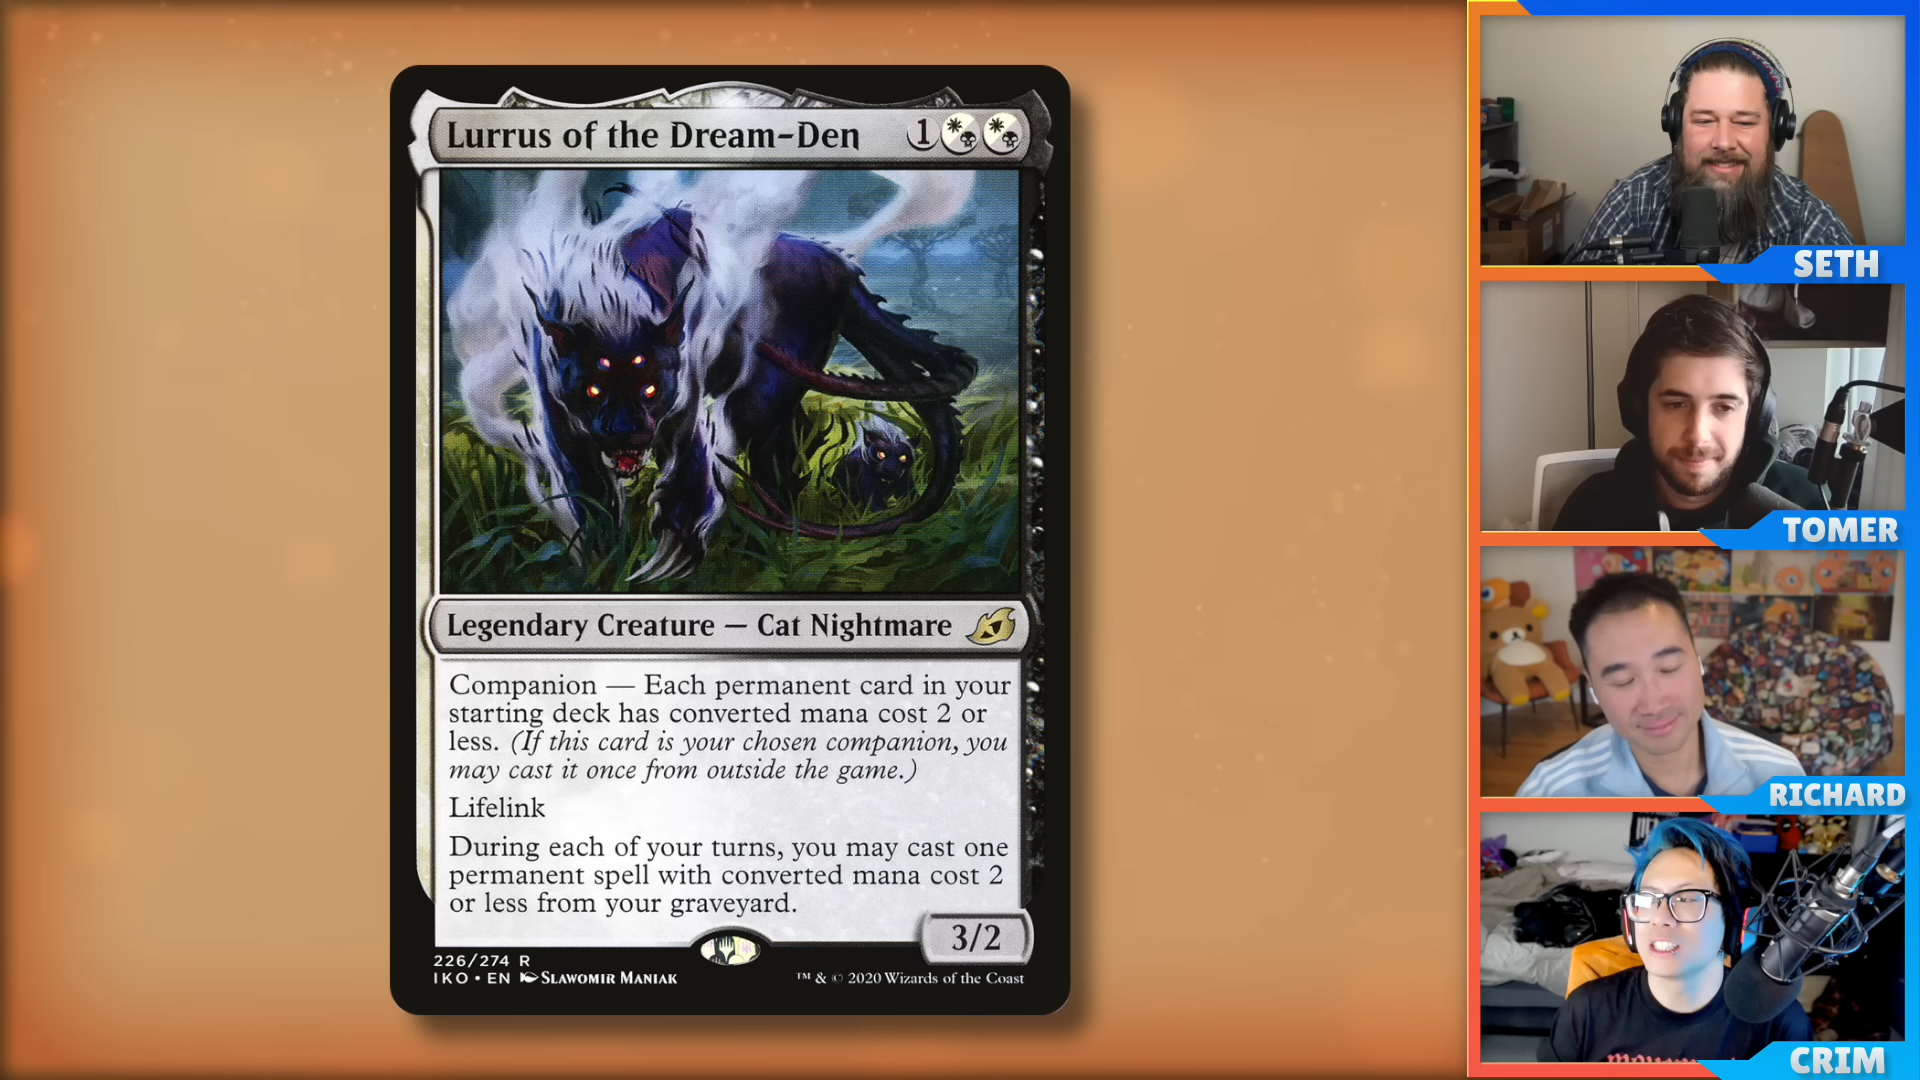 Lurrus of the Dream-Den 1
Legendary Creature — Cat Nightmare
Companion — Each permanent card in your
starting deck has converted mana cost 2 or
less. (If this card is your chosen companion, you
may cast it once from outside the game.)
Lifelink
During each of your turns, you may cast one
permanent spell with converted mana cost 2
or less from your graveyard.
3/2
226/274 R
IKO • EN SLAWOMIR MANIAK
™ & © 2020 Wizards of the Coast
SETH
TOMER
RICHARD
CRIM